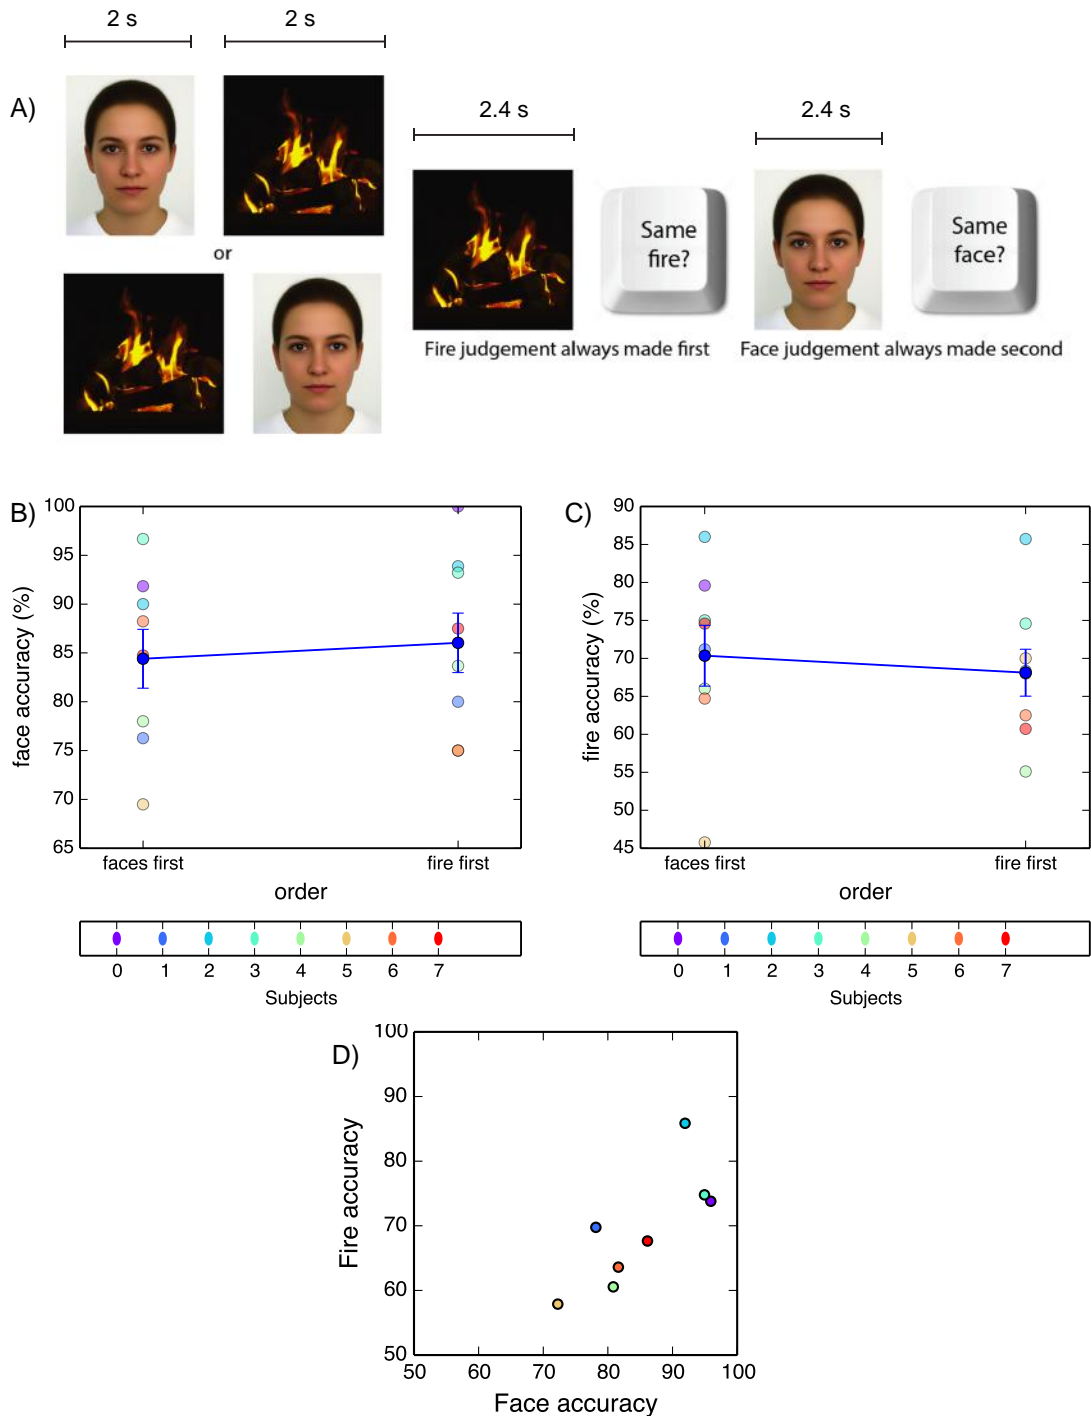 2 s
2 s
A)
2.4 s
2.4 s
or
Same
fire?
Same
face?
Fire judgement always made first
Face judgement always made second
B)
100
95
90
85
80
75
70
65
face accuracy (%)
faces first
fire first
order
0 1 2 3 4 5 6 7
Subjects
C)
90
85
80
75
70
65
60
55
50
45
fire accuracy (%)
faces first
fire first
order
0 1 2 3 4 5 6 7
Subjects
D)
100
90
80
70
60
50
Fire accuracy
50 60 70 80 90 100
Face accuracy